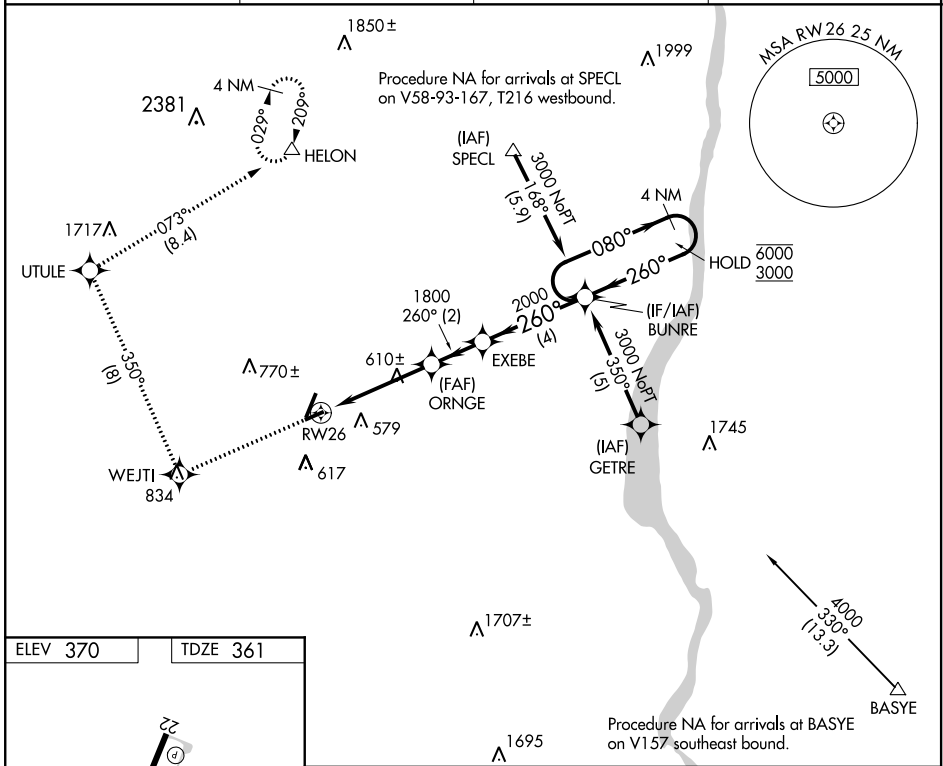 1850±
1999
MSA RW26 25 NM
5000
Procedure NA for arrivals at SPECL
on V58-93-167, T216 westbound.
4 NM
029°
209°
2381
HELON
(IAF)
SPECL
3000 NoPT
168°
(5.9)
4 NM
080°
260°
HOLD
6000
3000
1717
073°
(8.4)
UTULE
350°
(8)
1800
260° (2)
2000
260°
(4)
(IF/IAF)
BUNRE
EXEBE
770±
610±
(FAF)
ORNGE
3000 NoPT
350°
(5)
RW26
579
617
(IAF)
GETRE
1745
WEJTI
834
4000
330°
(13.3)
BASYE
1707±
Procedure NA for arrivals at BASYE
on V157 southeast bound.
1695
ELEV 370
TDZE 361
22
P